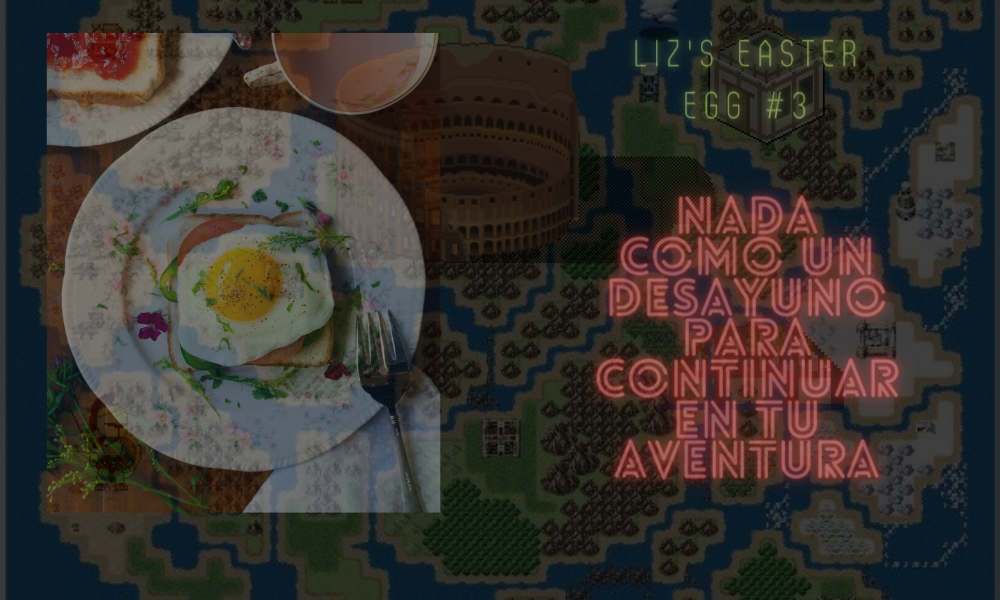 LIZ'S EASTER
EGG #3
NADA
COMO UN
DESAYUNO
PARA
CONTINUAR
EN TU
AVENTURA